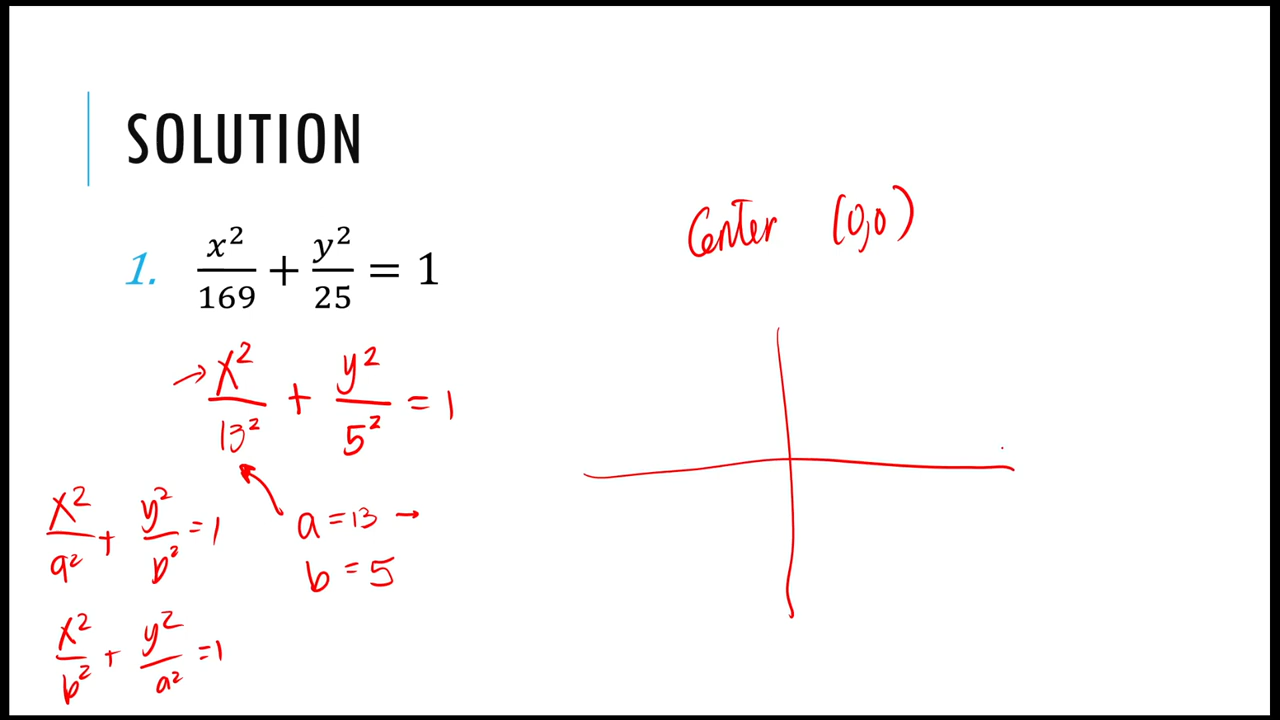 SOLUTION
1. x²/169 + y²/25 = 1
Center (0,0)
→ x²/13² + y²/5² = 1
x²/a² + y²/b² = 1
a = 13 →
b = 5
x²/b² + y²/a² = 1